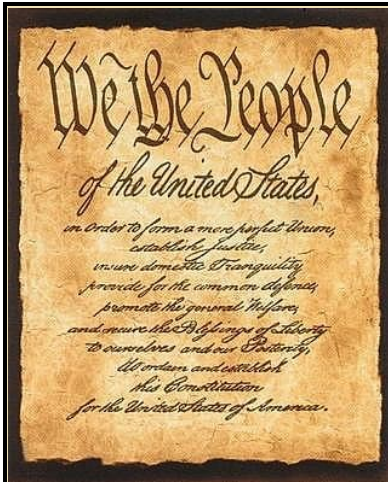 We the People
of the United States,
in Order to form a more perfect Union,
establish Justice,
insure domestic Tranquility
provide for the common defence,
promote the general Welfare,
and secure the Blessings of Liberty
to ourselves and our Posterity,
do ordain and establish
this Constitution
for the United States of America.